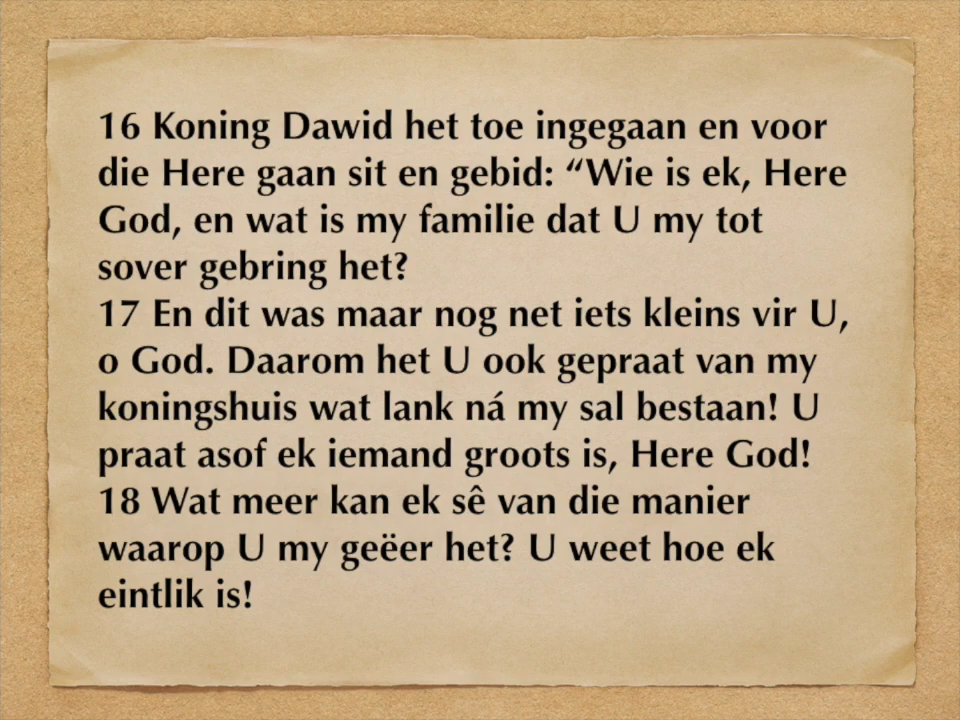 16 Koning Dawid het toe ingegaan en voor
die Here gaan sit en gebid: “Wie is ek, Here
God, en wat is my familie dat U my tot
sover gebring het?
17 En dit was maar nog net iets kleins vir U,
o God. Daarom het U ook gepraat van my
koningshuis wat lank ná my sal bestaan! U
praat asof ek iemand groots is, Here God!
18 Wat meer kan ek sê van die manier
waarop U my geëer het? U weet hoe ek
eintlik is!